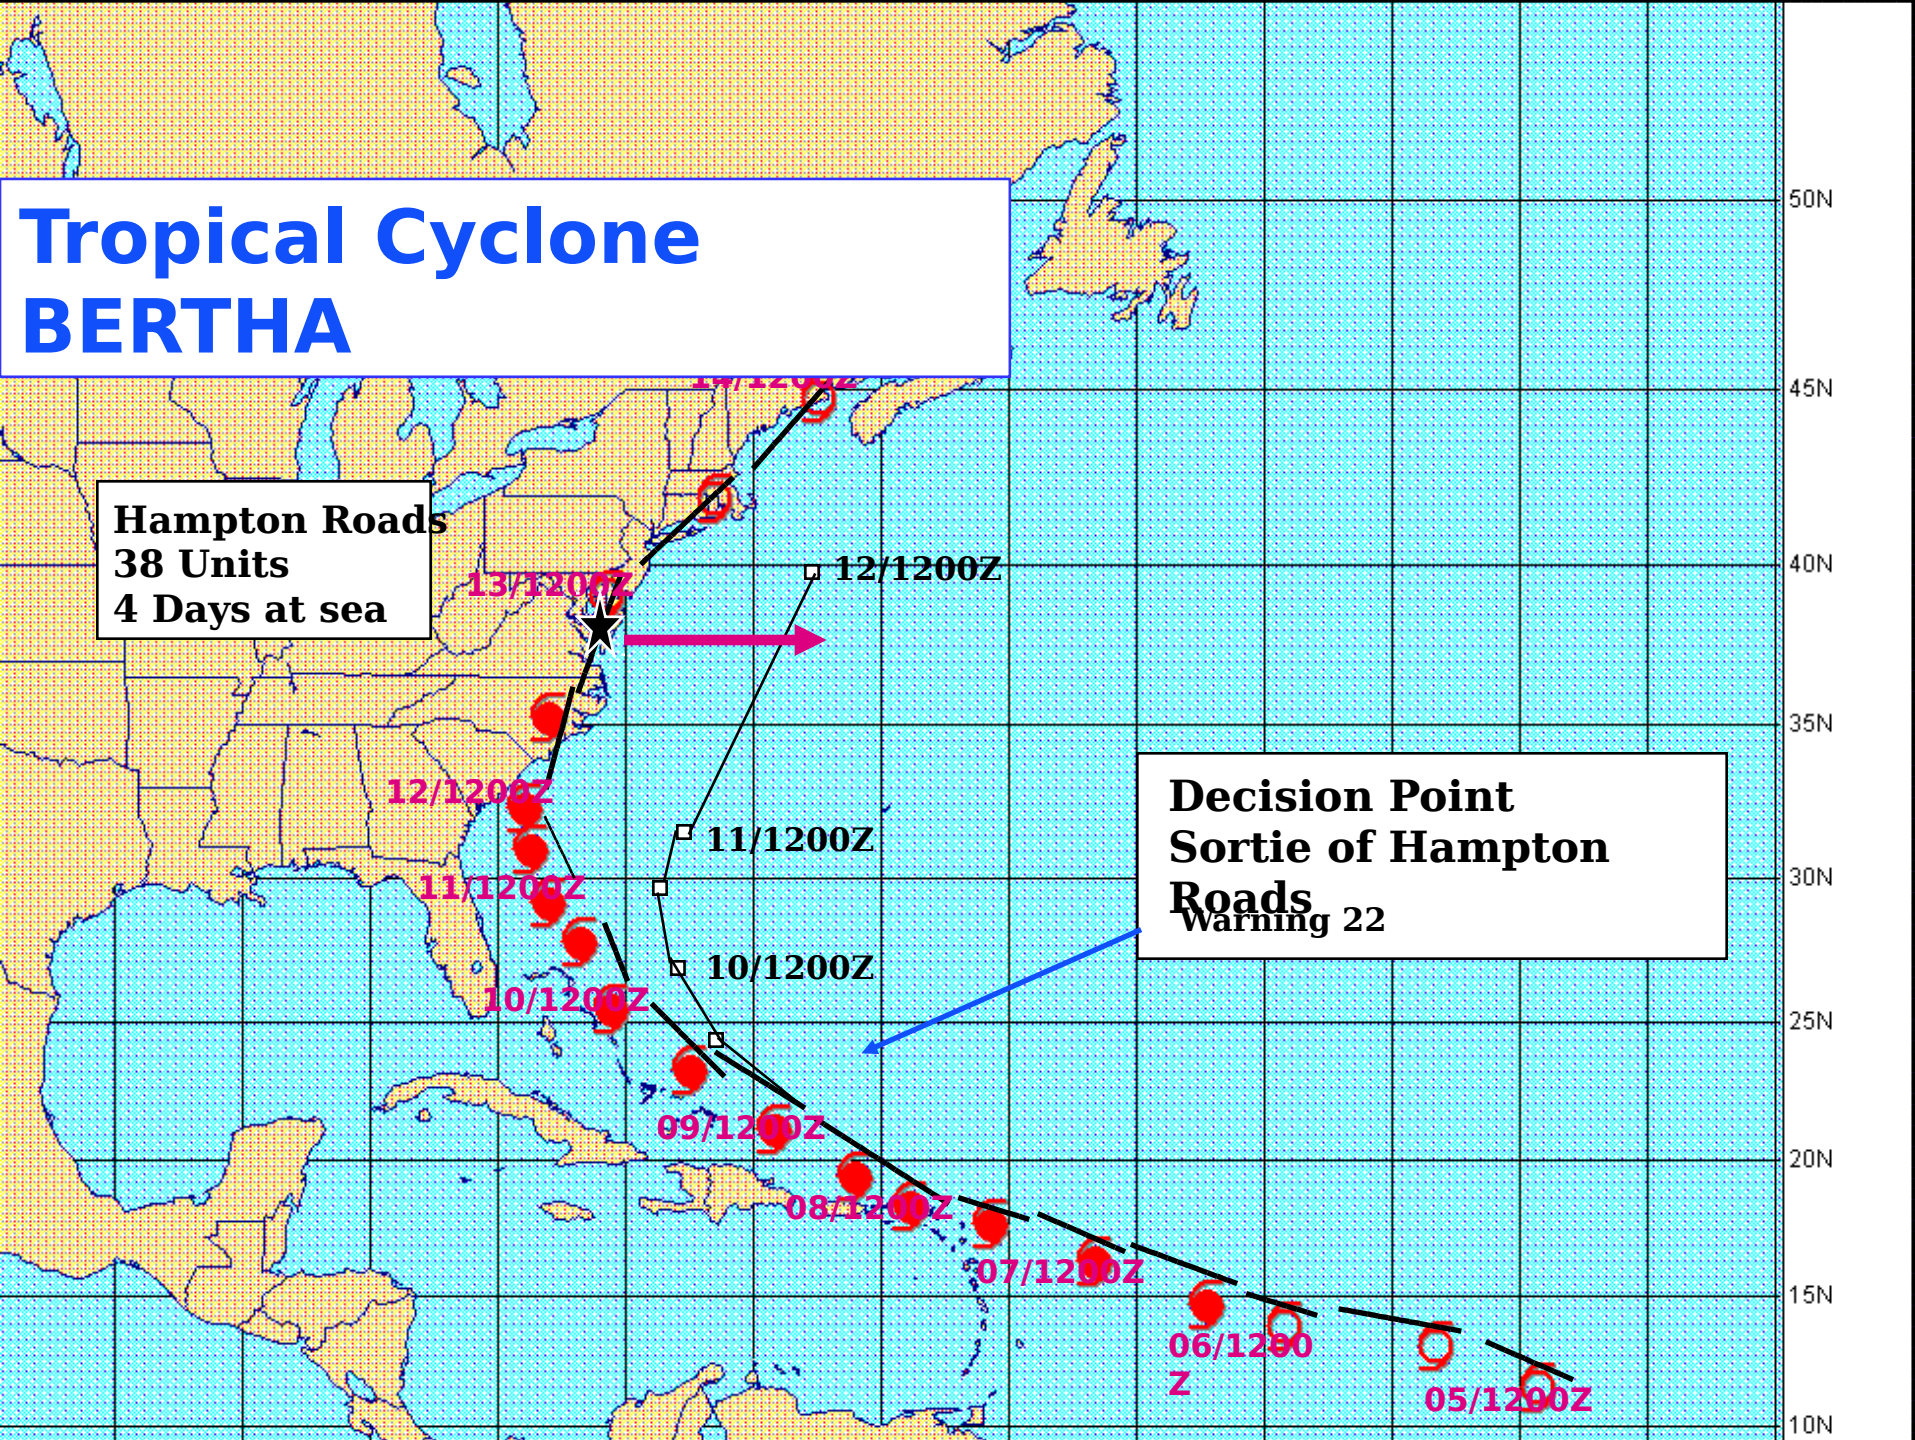 50N
Tropical Cyclone
BERTHA
14/1200Z
45N
Hampton Roads
38 Units
4 Days at sea
40N
12/1200Z
13/1200Z
35N
12/1200Z
11/1200Z
Decision Point
Sortie of Hampton
Roads
Warning 22
30N
11/1200Z
10/1200Z
10/1200Z
25N
09/1200Z
20N
08/1200Z
07/1200Z
15N
06/1200
Z
05/1200Z
10N